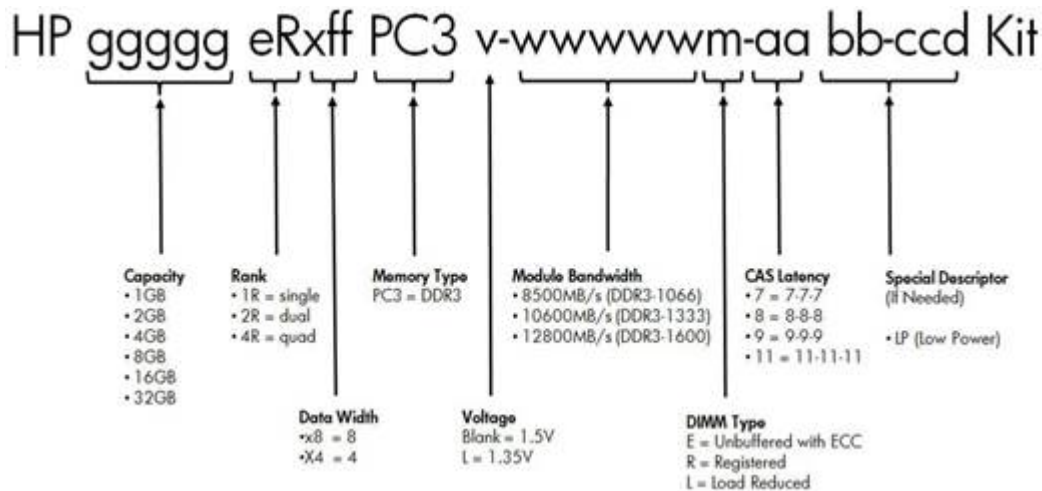 HP ggggg eRxff PC3 v-wwwwwm-aa bb-ccd Kit
Capacity
• 1GB
• 2GB
• 4GB
• 8GB
• 16GB
• 32GB
Rank
• 1R = single
• 2R = dual
• 4R = quad
Memory Type
PC3 = DDR3
Module Bandwidth
• 8500MB/s (DDR3-1066)
• 10600MB/s (DDR3-1333)
• 12800MB/s (DDR3-1600)
CAS Latency
• 7 = 7-7-7
• 8 = 8-8-8
• 9 = 9-9-9
• 11 = 11-11-11
Special Descriptor
(If Needed)
• LP (Low Power)
Data Width
•x8 = 8
•X4 = 4
Voltage
Blank = 1.5V
L = 1.35V
DIMM Type
E = Unbuffered with ECC
R = Registered
L = Load Reduced